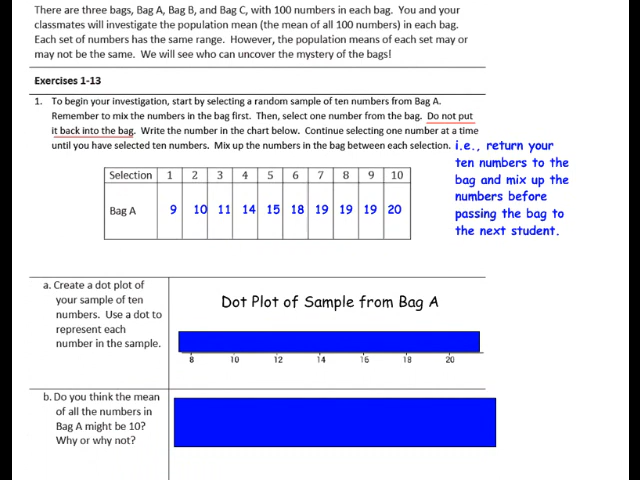 There are three bags, Bag A, Bag B, and Bag C, with 100 numbers in each bag. You and your
classmates will investigate the population mean (the mean of all 100 numbers) in each bag.
Each set of numbers has the same range. However, the population means of each set may or
may not be the same. We will see who can uncover the mystery of the bags!
Exercises 1-13
1. To begin your investigation, start by selecting a random sample of ten numbers from Bag A.
Remember to mix the numbers in the bag first. Then, select one number from the bag. Do not put
it back into the bag. Write the number in the chart below. Continue selecting one number at a time
until you have selected ten numbers. Mix up the numbers in the bag between each selection.
i.e., return your
ten numbers to the
bag and mix up the
numbers before
passing the bag to
the next student.
Selection 1 2 3 4 5 6 7 8 9 10
Bag A 9 10 11 14 15 18 19 19 19 20
a. Create a dot plot of
your sample of ten
numbers. Use a dot to
represent each
number in the sample.
Dot Plot of Sample from Bag A
8 10 12 14 16 18 20
b. Do you think the mean
of all the numbers in
Bag A might be 10?
Why or why not?